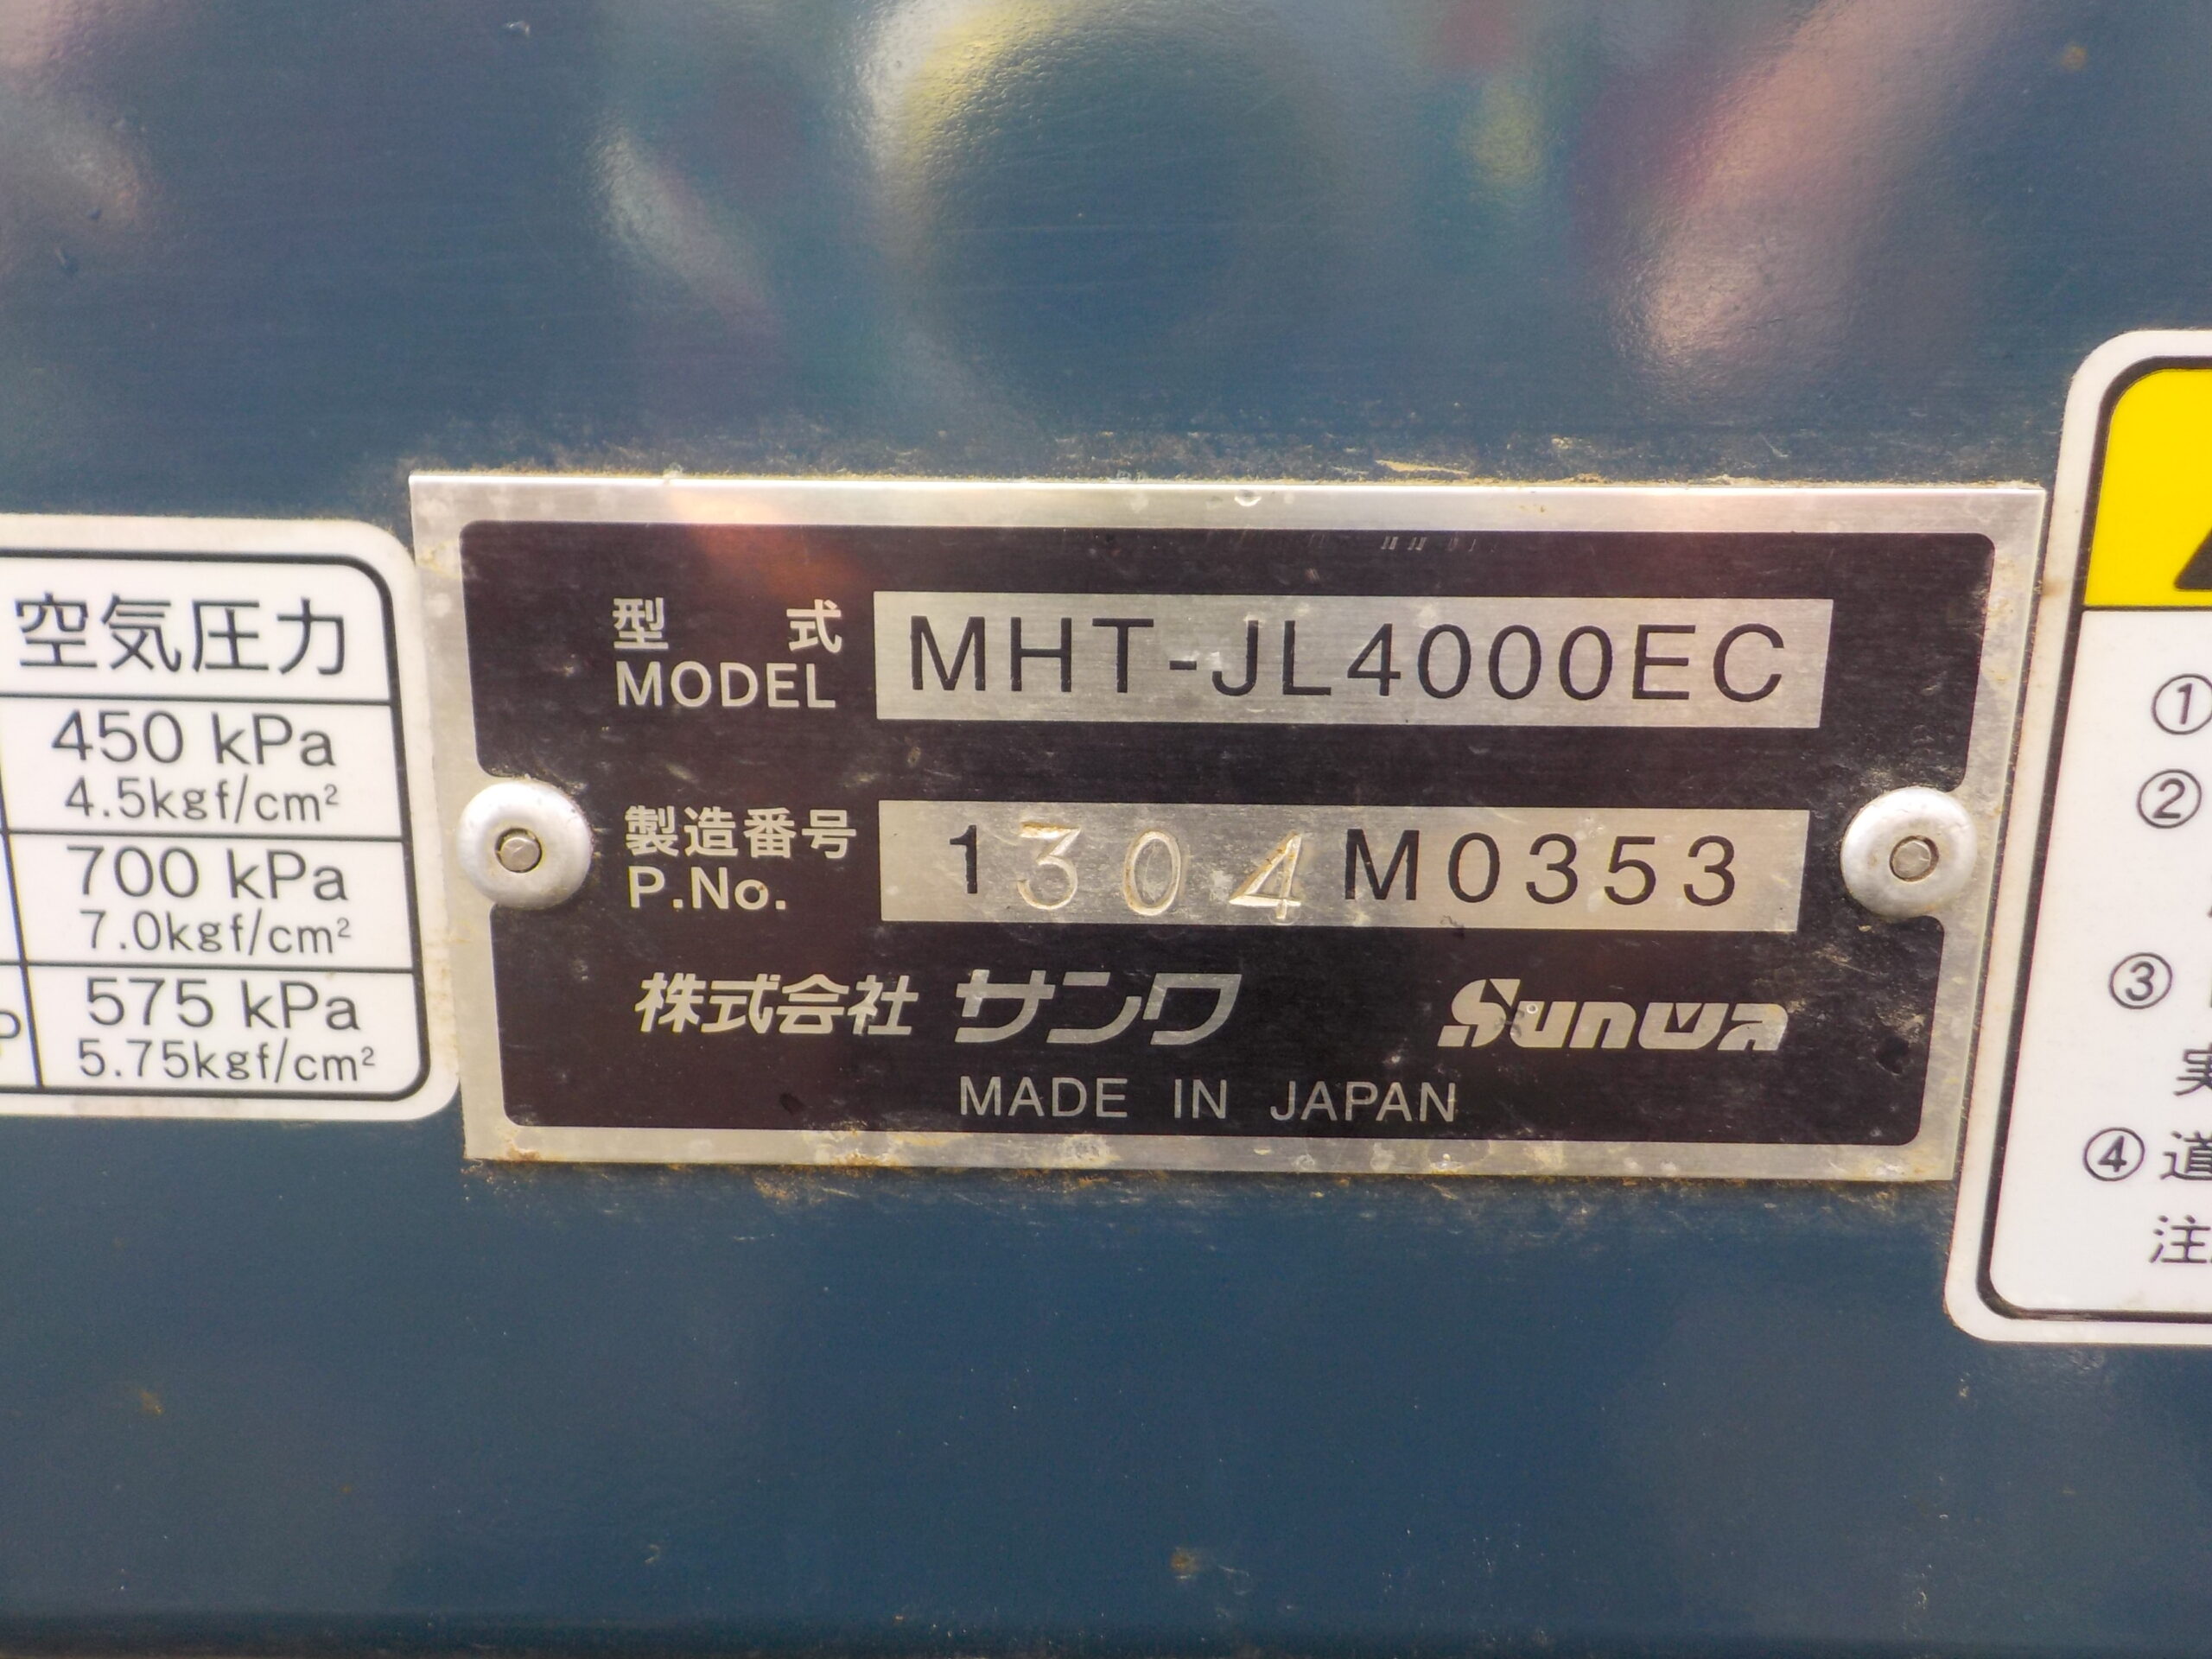 空気圧力
450 kPa
4.5kgf/cm²
700 kPa
7.0kgf/cm²
575 kPa
5.75kgf/cm²
型 式 MHT-JL4000EC
MODEL
製造番号 1304M0353
P.No.
株式会社 サンワ Sunwa
MADE IN JAPAN
①
②
③
実
④道
注